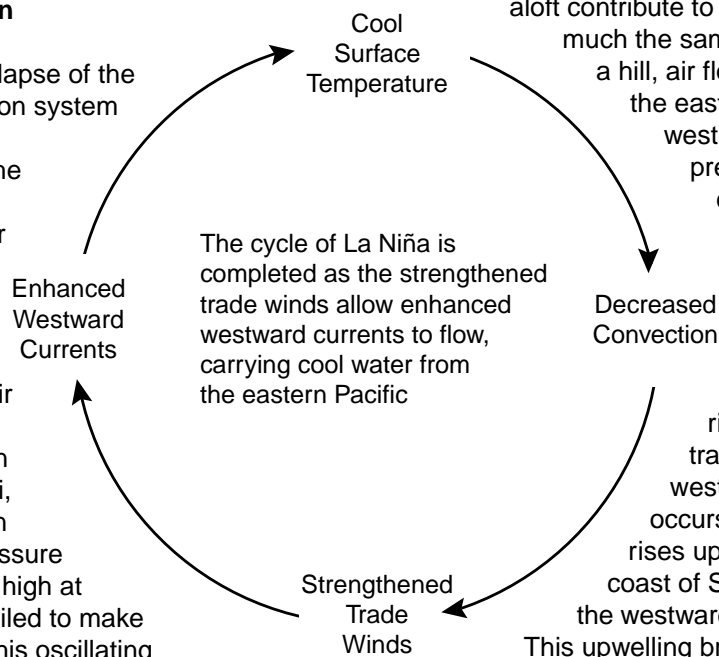 n
lapse of the
on system
he
r
ir
n
i,
n
ssure
high at
iled to make
his oscillating
Cool
Surface
Temperature
Enhanced
Westward
Currents
The cycle of La Niña is
completed as the strengthened
trade winds allow enhanced
westward currents to flow,
carrying cool water from
the eastern Pacific
Decreased
Convection
Strengthened
Trade
Winds
aloft contribute to
much the sam
a hill, air fl
the east
west
pre
ri
tra
west
occurs
rises up
coast of S
the westward
This upwelling br